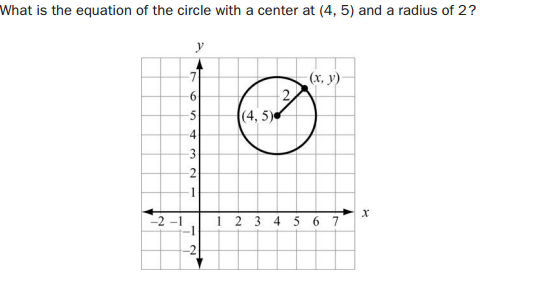 What is the equation of the circle with a center at (4, 5) and a radius of 2?
y
7
(x, y)
6
2
5
(4, 5)
4
3
2
1
x
–2 –1 1 2 3 4 5 6 7
–1
–2